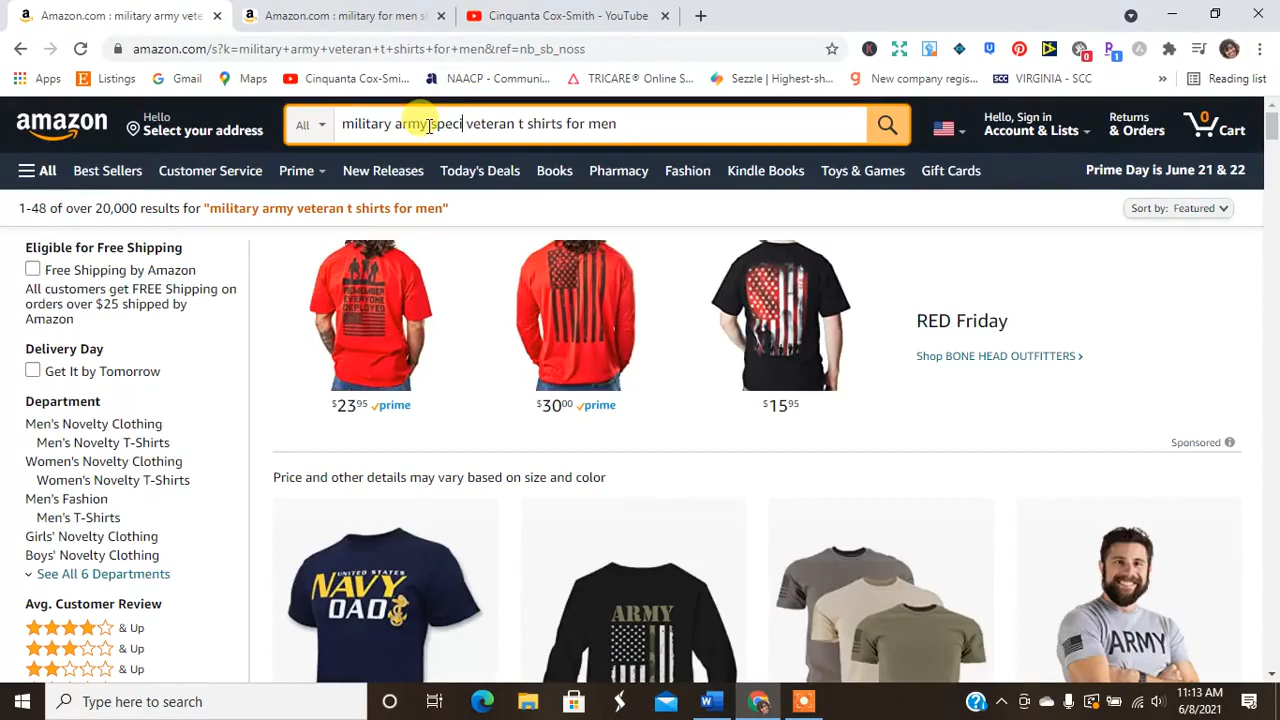 Amazon.com : military army vete
Amazon.com : military for men s
Cinquanta Cox-Smith - YouTube
amazon.com/s?k=military+army+veteran+t+shirts+for+men&ref=nb_sb_noss
0
1
Apps
Listings
Gmail
Maps
Cinquanta Cox-Smi...
NAACP - Communi...
TRICARE® Online S...
Sezzle | Highest-sh...
New company regis...
SCC
VIRGINIA - SCC
»
Reading list
amazon
Hello
Select your address
All
military army speci veteran t shirts for men
Hello, Sign in
Account & Lists
Returns
& Orders
0
Cart
All
Best Sellers
Customer Service
Prime
New Releases
Today's Deals
Books
Pharmacy
Fashion
Kindle Books
Toys & Games
Gift Cards
Prime Day is June 21 & 22
1-48 of over 20,000 results for "military army veteran t shirts for men"
Sort by: Featured
Eligible for Free Shipping
Free Shipping by Amazon
All customers get FREE Shipping on
orders over $25 shipped by
Amazon
Delivery Day
Get It by Tomorrow
Department
Men's Novelty Clothing
Men's Novelty T-Shirts
Women's Novelty Clothing
Women's Novelty T-Shirts
Men's Fashion
Men's T-Shirts
Girls' Novelty Clothing
Boys' Novelty Clothing
See All 6 Departments
Avg. Customer Review
& Up
& Up
& Up
REMEMBER
EVERYONE
DEPLOYED
$23.95 prime
$30.00 prime
$15.95
RED Friday
Shop BONE HEAD OUTFITTERS ›
Sponsored
Price and other details may vary based on size and color
UNITED STATES
NAVY
DAD
ARMY
ARMY
Type here to search
11:13 AM
6/8/2021